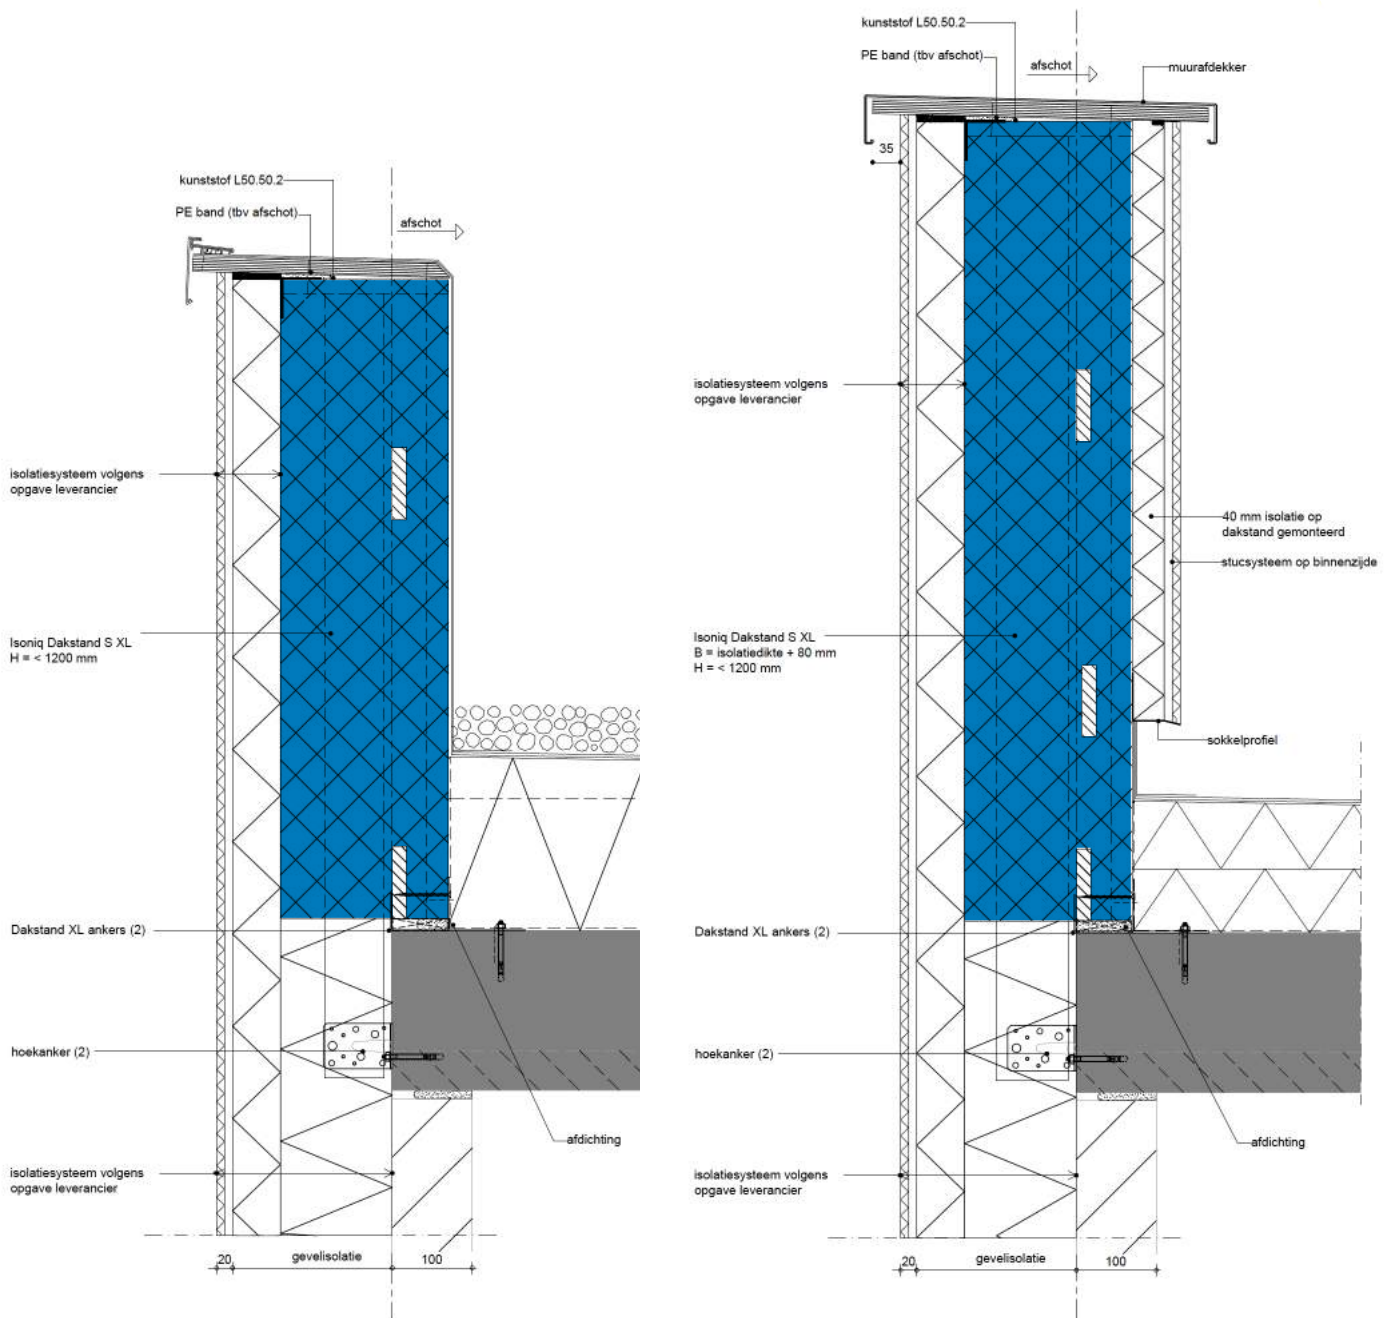 kunststof L50.50.2
PE band (tbv afschot)
afschot
isolatiesysteem volgens
opgave leverancier
Isoniq Dakstand S XL
H = < 1200 mm
Dakstand XL ankers (2)
hoekanker (2)
afdichting
isolatiesysteem volgens
opgave leverancier
20
gevelisolatie
100
kunststof L50.50.2
PE band (tbv afschot)
afschot
muurafdekker
35
isolatiesysteem volgens
opgave leverancier
40 mm isolatie op
dakstand gemonteerd
stucsysteem op binnenzijde
Isoniq Dakstand S XL
B = isolatiedikte + 80 mm
H = < 1200 mm
sokkelprofiel
Dakstand XL ankers (2)
hoekanker (2)
afdichting
isolatiesysteem volgens
opgave leverancier
20
gevelisolatie
100